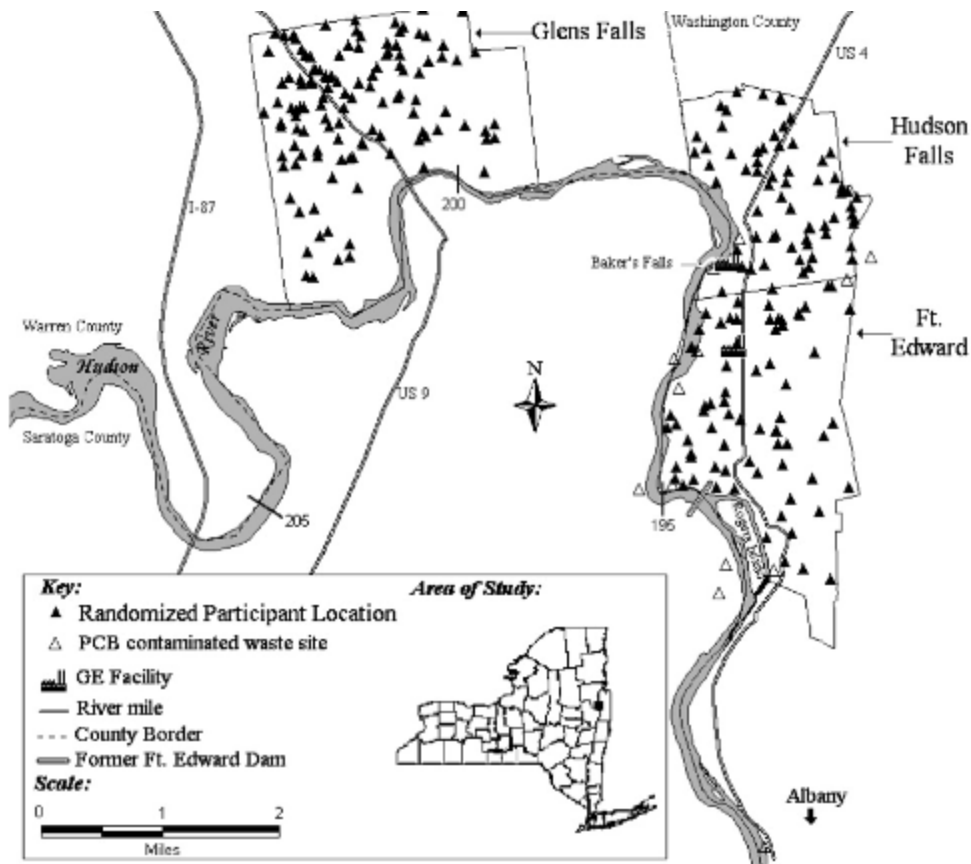 Glens Falls
Washington County
US 4
Hudson
Falls
I-87
200
Baker's Falls
Ft.
Edward
Warren County
Hudson
River
Saratoga County
US 9
N
205
195
Rogers Island
Key:
Randomized Participant Location
PCB contaminated waste site
GE Facility
River mile
County Border
Former Ft. Edward Dam
Scale:
0 1 2
Miles
Area of Study:
Albany